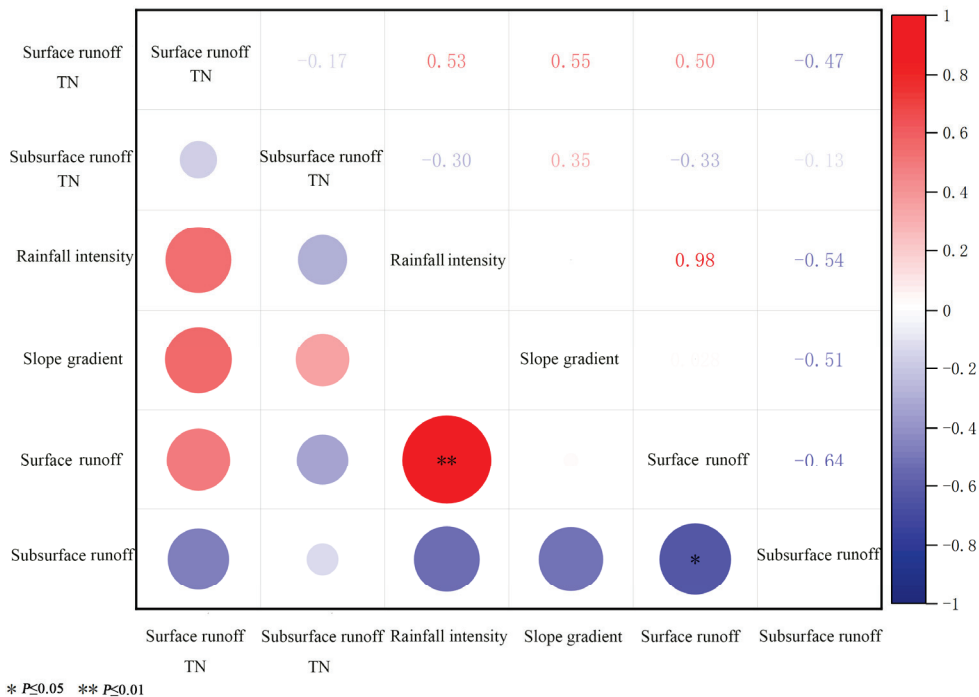 Surface runoff
TN
Surface runoff
TN
-0.17
0.53
0.55
0.50
-0.47
Subsurface runoff
TN
Subsurface runoff
TN
-0.30
0.35
-0.33
-0.13
Rainfall intensity
Rainfall intensity
0.98
-0.54
Slope gradient
Slope gradient
-0.51
Surface runoff
**
Surface runoff
-0.64
Subsurface runoff
*
Subsurface runoff
Surface runoff
TN
Subsurface runoff
TN
Rainfall intensity
Slope gradient
Surface runoff
Subsurface runoff
1
0.8
0.6
0.4
0.2
0
-0.2
-0.4
-0.6
-0.8
-1
* P≤0.05 ** P≤0.01